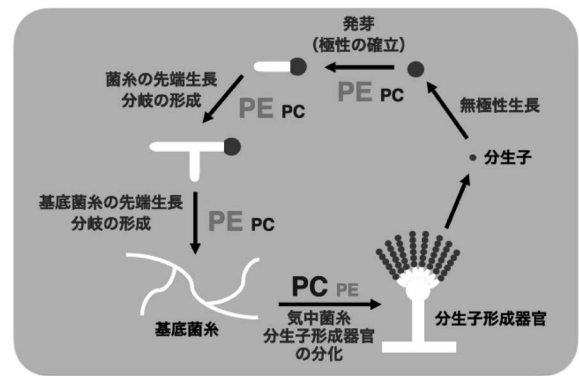 発芽
（極性の確立）
PE PC
無極性生長
菌糸の先端生長
分岐の形成
PE PC
分生子
基底菌糸の先端生長
分岐の形成
PE PC
基底菌糸
PC PE
気中菌糸
分生子形成器官
の分化
分生子形成器官